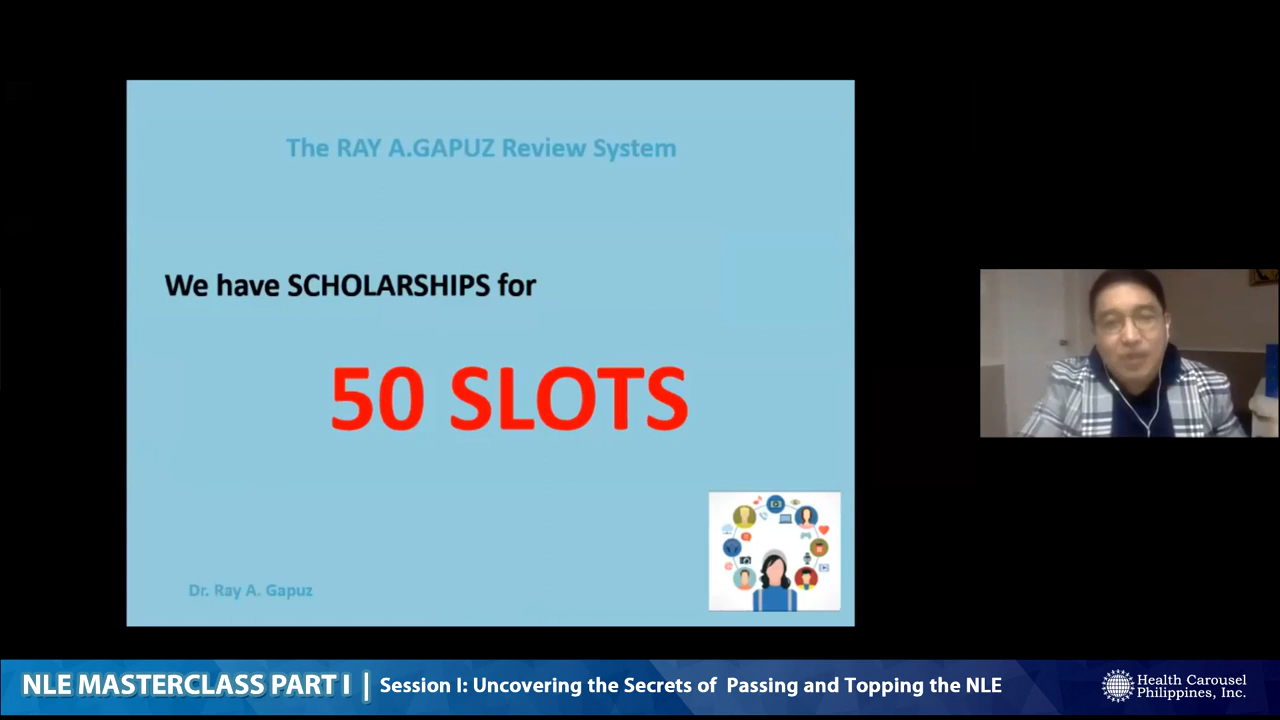 The RAY A.GAPUZ Review System
We have SCHOLARSHIPS for
50 SLOTS
Dr. Ray A. Gapuz
NLE MASTERCLASS PART I | Session I: Uncovering the Secrets of Passing and Topping the NLE
Health Carousel
Philippines, Inc.